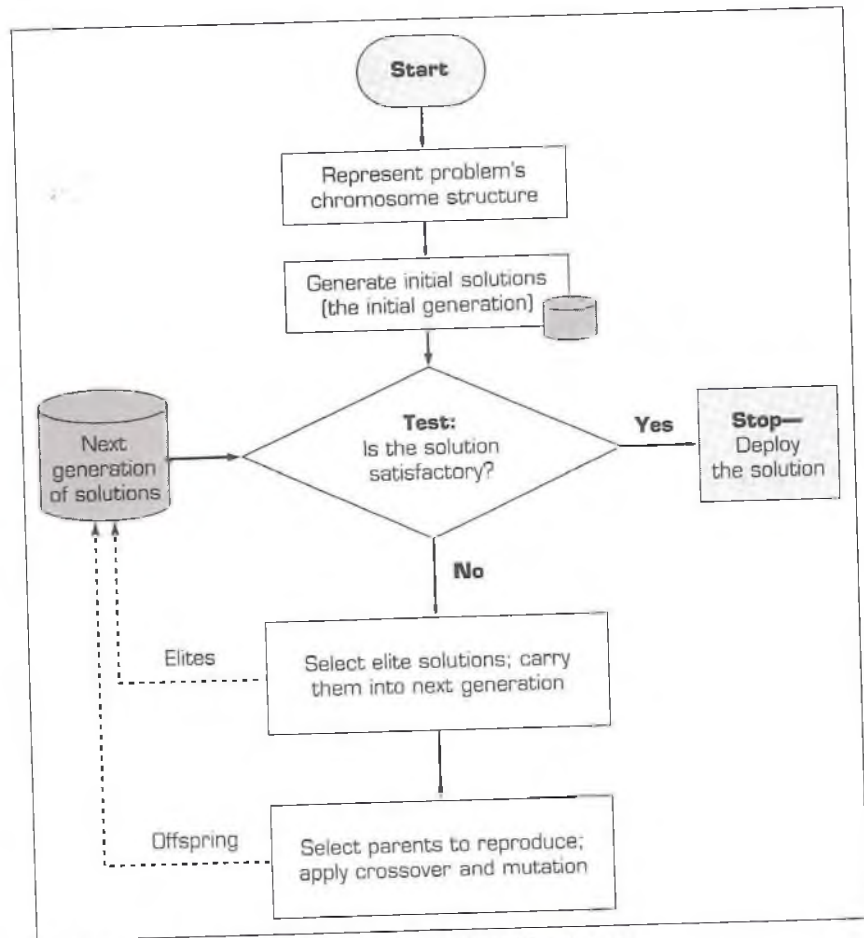 Start
Represent problem's
chromosome structure
Generate initial solutions
(the initial generation)
Test:
Is the solution
satisfactory?
Yes
Stop—
Deploy
the solution
Next
generation
of solutions
No
Elites
Select elite solutions; carry
them into next generation
Offspring
Select parents to reproduce;
apply crossover and mutation